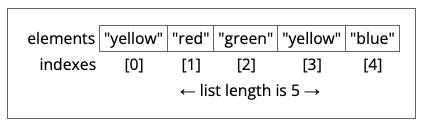 elements "yellow" "red" "green" "yellow" "blue"
indexes [0] [1] [2] [3] [4]
← list length is 5 →